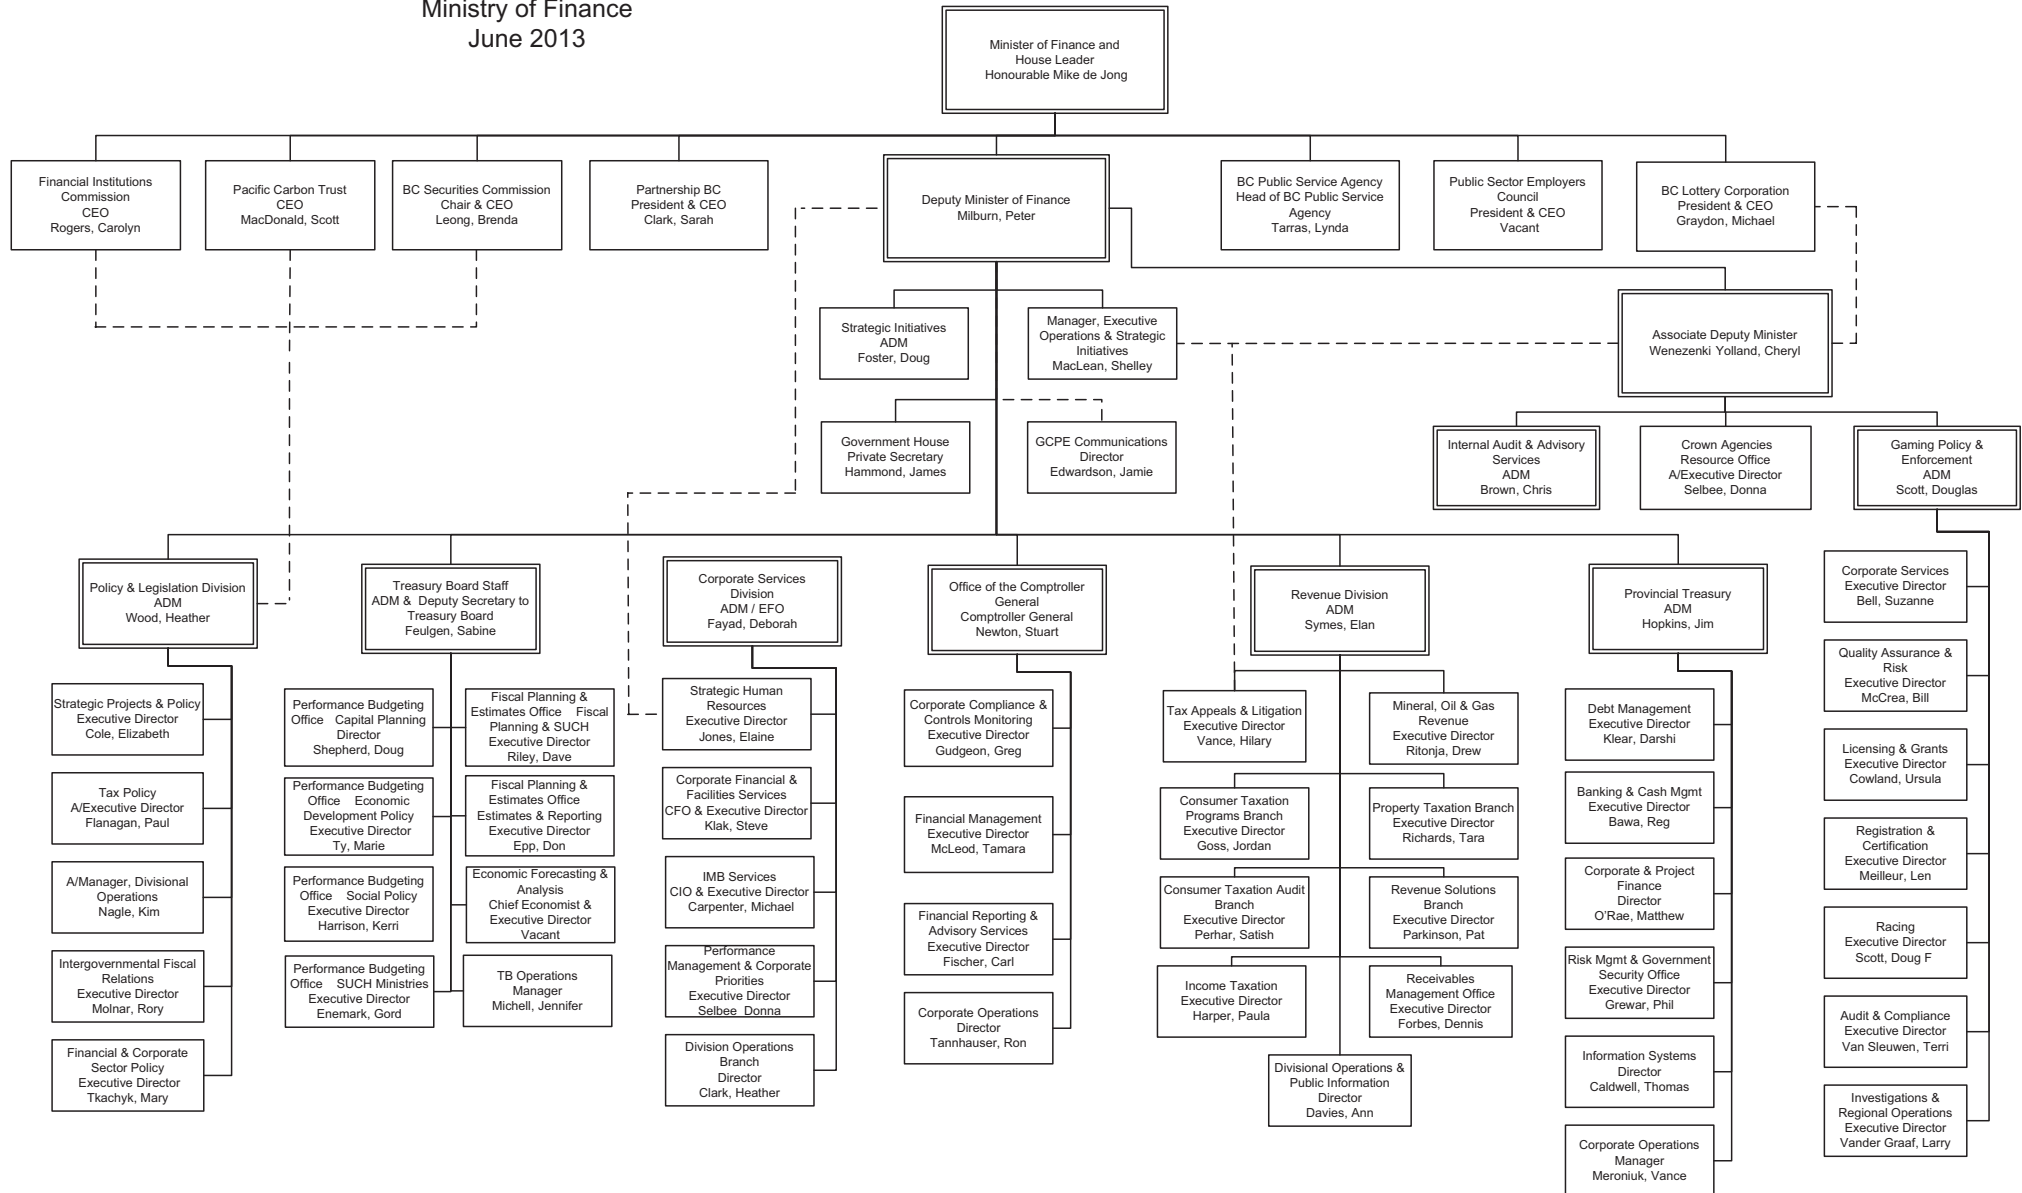 Ministry of Finance
June 2013
Minister of Finance and
House Leader
Honourable Mike de Jong
Financial Institutions
Commission
CEO
Rogers, Carolyn
Pacific Carbon Trust
CEO
MacDonald, Scott
BC Securities Commission
Chair & CEO
Leong, Brenda
Partnership BC
President & CEO
Clark, Sarah
Deputy Minister of Finance
Milburn, Peter
BC Public Service Agency
Head of BC Public Service
Agency
Tarras, Lynda
Public Sector Employers
Council
President & CEO
Vacant
BC Lottery Corporation
President & CEO
Graydon, Michael
Strategic Initiatives
ADM
Foster, Doug
Manager, Executive
Operations & Strategic
Initiatives
MacLean, Shelley
Associate Deputy Minister
Wenezenki Yolland, Cheryl
Government House
Private Secretary
Hammond, James
GCPE Communications
Director
Edwardson, Jamie
Internal Audit & Advisory
Services
ADM
Brown, Chris
Crown Agencies
Resource Office
A/Executive Director
Selbee, Donna
Gaming Policy &
Enforcement
ADM
Scott, Douglas
Policy & Legislation Division
ADM
Wood, Heather
Treasury Board Staff
ADM & Deputy Secretary to
Treasury Board
Feulgen, Sabine
Corporate Services
Division
ADM / EFO
Fayad, Deborah
Office of the Comptroller
General
Comptroller General
Newton, Stuart
Revenue Division
ADM
Symes, Elan
Provincial Treasury
ADM
Hopkins, Jim
Strategic Projects & Policy
Executive Director
Cole, Elizabeth
Tax Policy
A/Executive Director
Flanagan, Paul
A/Manager, Divisional
Operations
Nagle, Kim
Intergovernmental Fiscal
Relations
Executive Director
Molnar, Rory
Financial & Corporate
Sector Policy
Executive Director
Tkachyk, Mary
Performance Budgeting
Office Capital Planning
Director
Shepherd, Doug
Performance Budgeting
Office Economic
Development Policy
Executive Director
Ty, Marie
Performance Budgeting
Office Social Policy
Executive Director
Harrison, Kerri
Performance Budgeting
Office SUCH Ministries
Executive Director
Enemark, Gord
Fiscal Planning &
Estimates Office Fiscal
Planning & SUCH
Executive Director
Riley, Dave
Fiscal Planning &
Estimates Office
Estimates & Reporting
Executive Director
Epp, Don
Economic Forecasting &
Analysis
Chief Economist &
Executive Director
Vacant
TB Operations
Manager
Michell, Jennifer
Strategic Human
Resources
Executive Director
Jones, Elaine
Corporate Financial &
Facilities Services
CFO & Executive Director
Klak, Steve
IMB Services
CIO & Executive Director
Carpenter, Michael
Performance
Management & Corporate
Priorities
Executive Director
Selbee Donna
Division Operations
Branch
Director
Clark, Heather
Corporate Compliance &
Controls Monitoring
Executive Director
Gudgeon, Greg
Financial Management
Executive Director
McLeod, Tamara
Financial Reporting &
Advisory Services
Executive Director
Fischer, Carl
Corporate Operations
Director
Tannhauser, Ron
Tax Appeals & Litigation
Executive Director
Vance, Hilary
Consumer Taxation
Programs Branch
Executive Director
Goss, Jordan
Consumer Taxation Audit
Branch
Executive Director
Perhar, Satish
Income Taxation
Executive Director
Harper, Paula
Mineral, Oil & Gas
Revenue
Executive Director
Ritonja, Drew
Property Taxation Branch
Executive Director
Richards, Tara
Revenue Solutions
Branch
Executive Director
Parkinson, Pat
Receivables
Management Office
Executive Director
Forbes, Dennis
Divisional Operations &
Public Information
Director
Davies, Ann
Debt Management
Executive Director
Klear, Darshi
Banking & Cash Mgmt
Executive Director
Bawa, Reg
Corporate & Project
Finance
Director
O'Rae, Matthew
Risk Mgmt & Government
Security Office
Executive Director
Grewar, Phil
Information Systems
Director
Caldwell, Thomas
Corporate Operations
Manager
Meroniuk, Vance
Corporate Services
Executive Director
Bell, Suzanne
Quality Assurance &
Risk
Executive Director
McCrea, Bill
Licensing & Grants
Executive Director
Cowland, Ursula
Registration &
Certification
Executive Director
Meilleur, Len
Racing
Executive Director
Scott, Doug F
Audit & Compliance
Executive Director
Van Sleuwen, Terri
Investigations &
Regional Operations
Executive Director
Vander Graaf, Larry